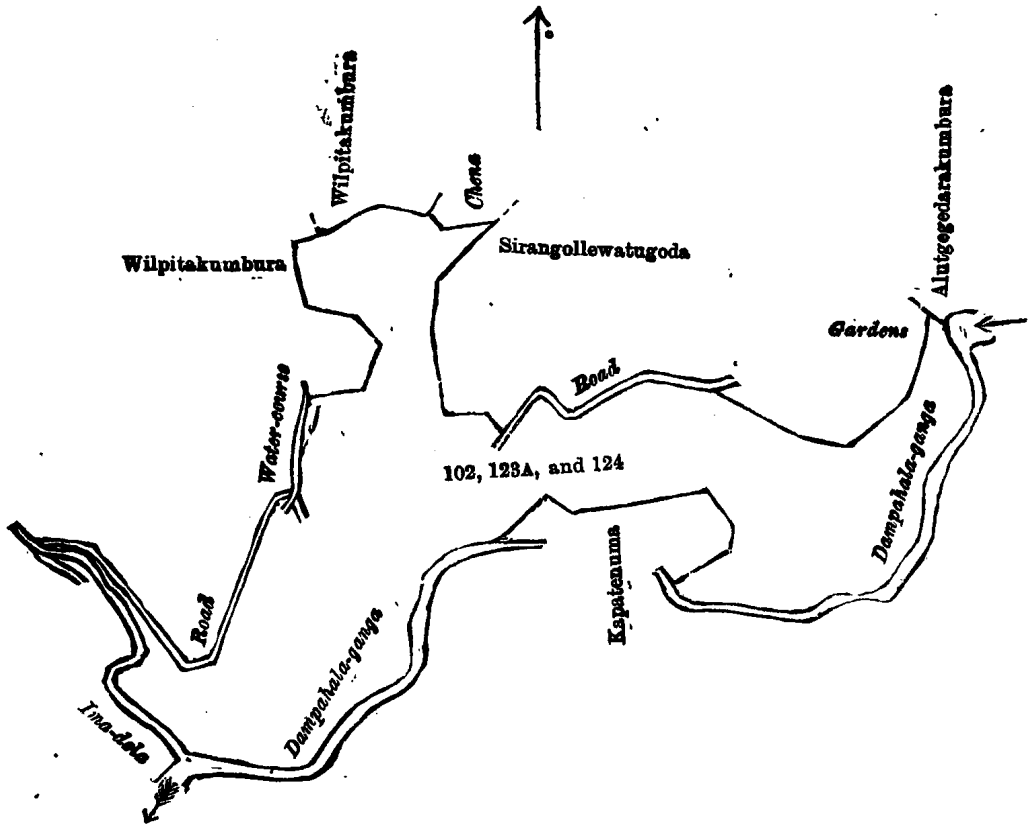 Wilpitakumbura
Chena
Alutgegedarakumbura
Sirangollewatugoda
Wilpitakumbura
Gardens
Road
Water-course
102, 123A, and 124
Dampahala-ganga
Kapatenuma
Road
Dampahala-ganga
Ima-dola